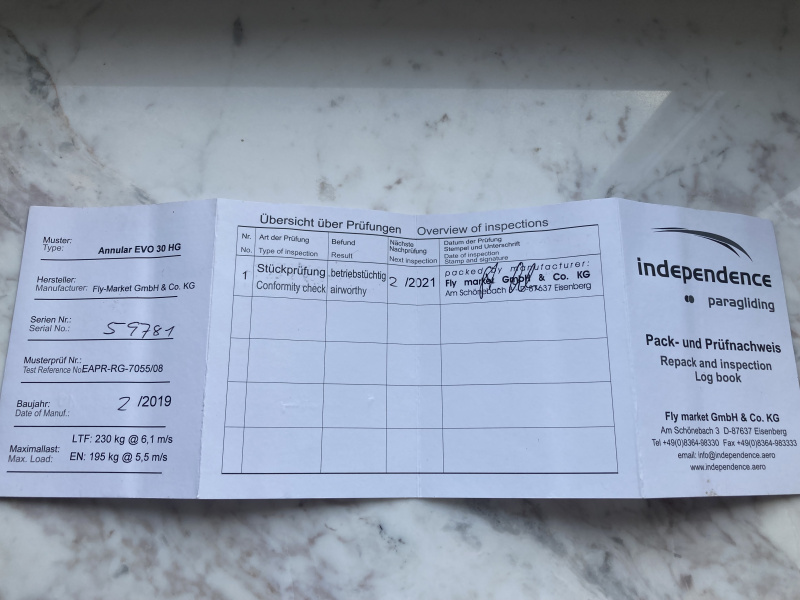 Muster:
Type: Annular EVO 30 HG
Hersteller:
Manufacturer: Fly-Market GmbH & Co. KG
Serien Nr.:
Serial No.: 59781
Musterprüf Nr.:
Test Reference No EAPR-RG-7055/08
Baujahr:
Date of Manuf.: 2 /2019
Maximallast:
Max. Load:
LTF: 230 kg @ 6,1 m/s
EN: 195 kg @ 5,5 m/s
Übersicht über Prüfungen Overview of inspections
Nr.
No.
Art der Prüfung
Type of inspection
Befund
Result
Nächste
Nachprüfung
Next inspection
Datum der Prüfung
Stempel und Unterschrift
Date of inspection
Stamp and signature
1
Stückprüfung
Conformity check
betriebstüchtig
airworthy
2 /2021
packed by manufacturer:
Fly market GmbH & Co. KG
Am Schönebach D-87637 Eisenberg
independence
paragliding
Pack- und Prüfnachweis
Repack and inspection
Log book
Fly market GmbH & Co. KG
Am Schönebach 3 D-87637 Eisenberg
Tel +49(0)8364-98330 Fax +49(0)8364-983333
email: info@independence.aero
www.independence.aero